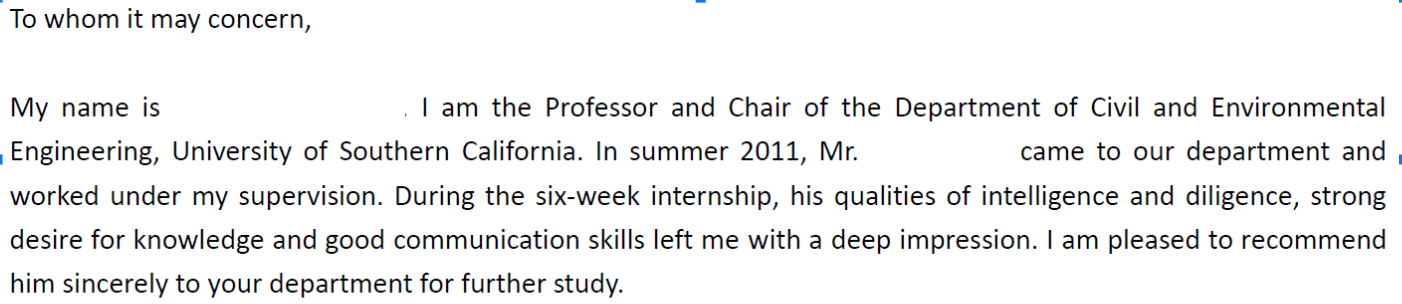 To whom it may concern,
My name is . I am the Professor and Chair of the Department of Civil and Environmental
Engineering, University of Southern California. In summer 2011, Mr. came to our department and
worked under my supervision. During the six-week internship, his qualities of intelligence and diligence, strong
desire for knowledge and good communication skills left me with a deep impression. I am pleased to recommend
him sincerely to your department for further study.